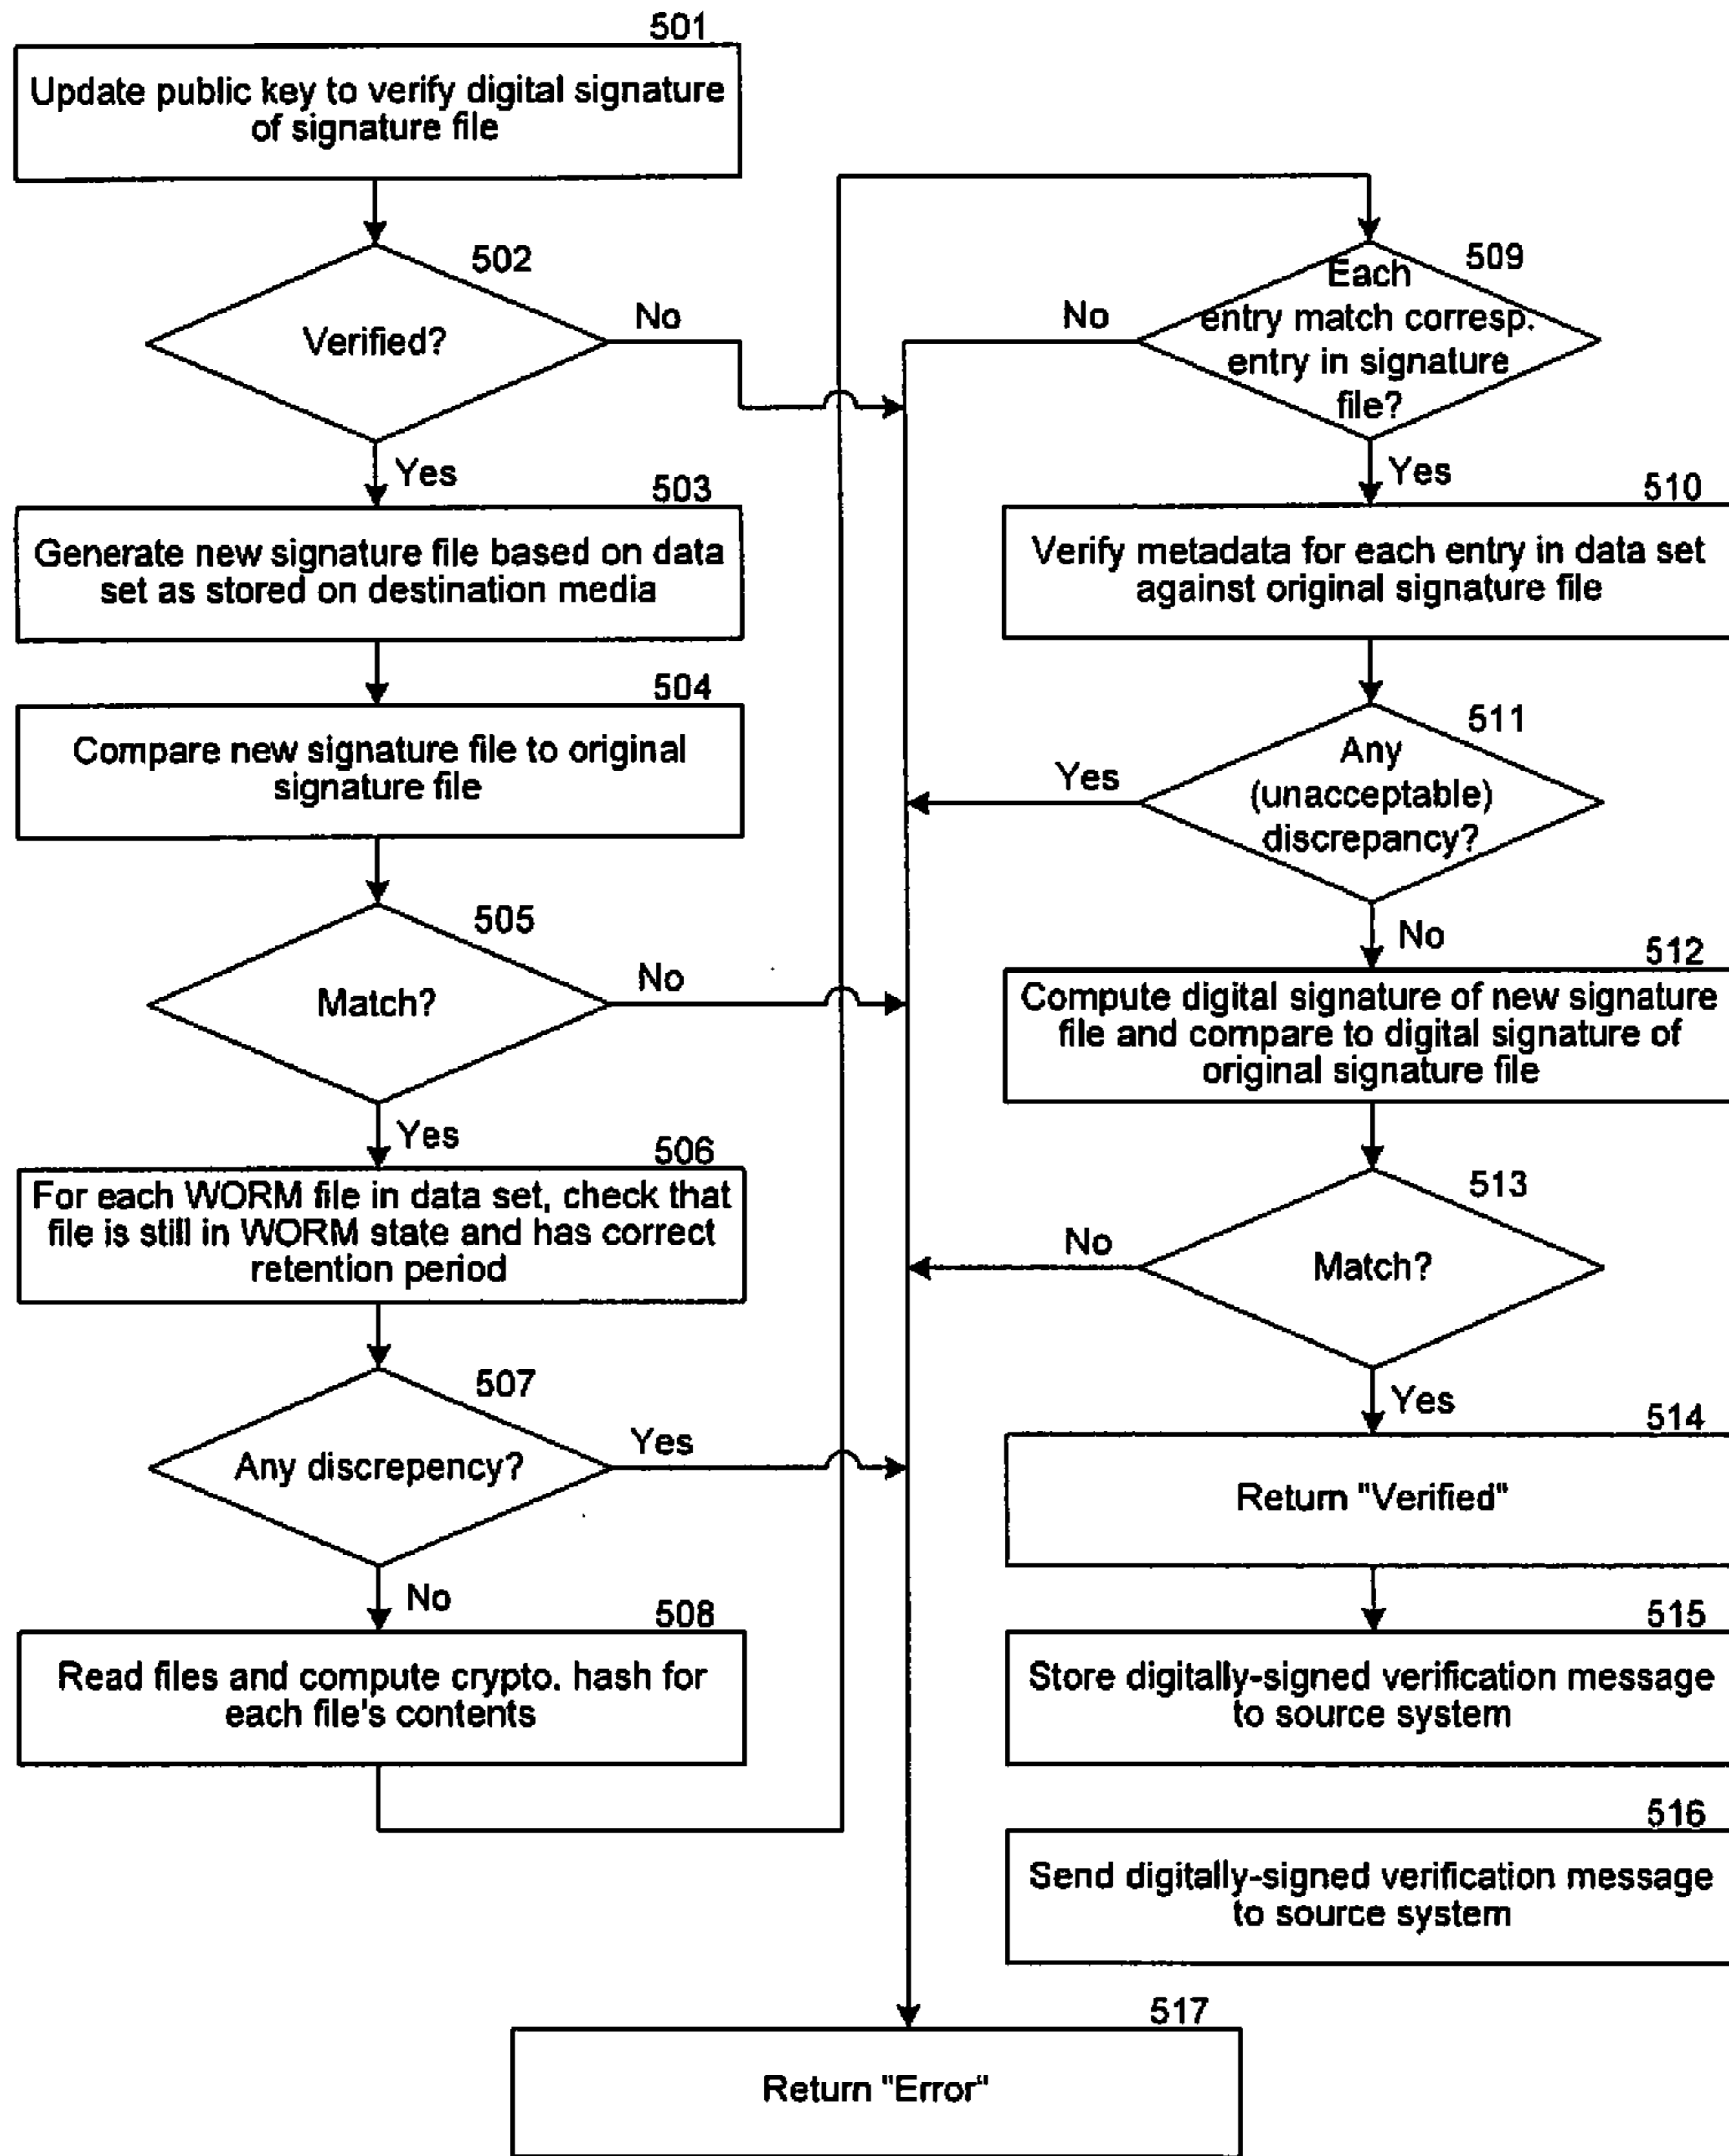 501
Update public key to verify digital signature
of signature file
502
Verified?
No
Yes
503
Generate new signature file based on data
set as stored on destination media
504
Compare new signature file to original
signature file
505
Match?
No
Yes
506
For each WORM file in data set, check that
file is still in WORM state and has correct
retention period
507
Any discrepency?
Yes
No
508
Read files and compute crypto. hash for
each file's contents
509
Each
entry match corresp.
entry in signature
file?
No
Yes
510
Verify metadata for each entry in data set
against original signature file
511
Any
(unacceptable)
discrepancy?
Yes
No
512
Compute digital signature of new signature
file and compare to digital signature of
original signature file
513
Match?
No
Yes
514
Return "Verified"
515
Store digitally-signed verification message
to source system
516
Send digitally-signed verification message
to source system
517
Return "Error"